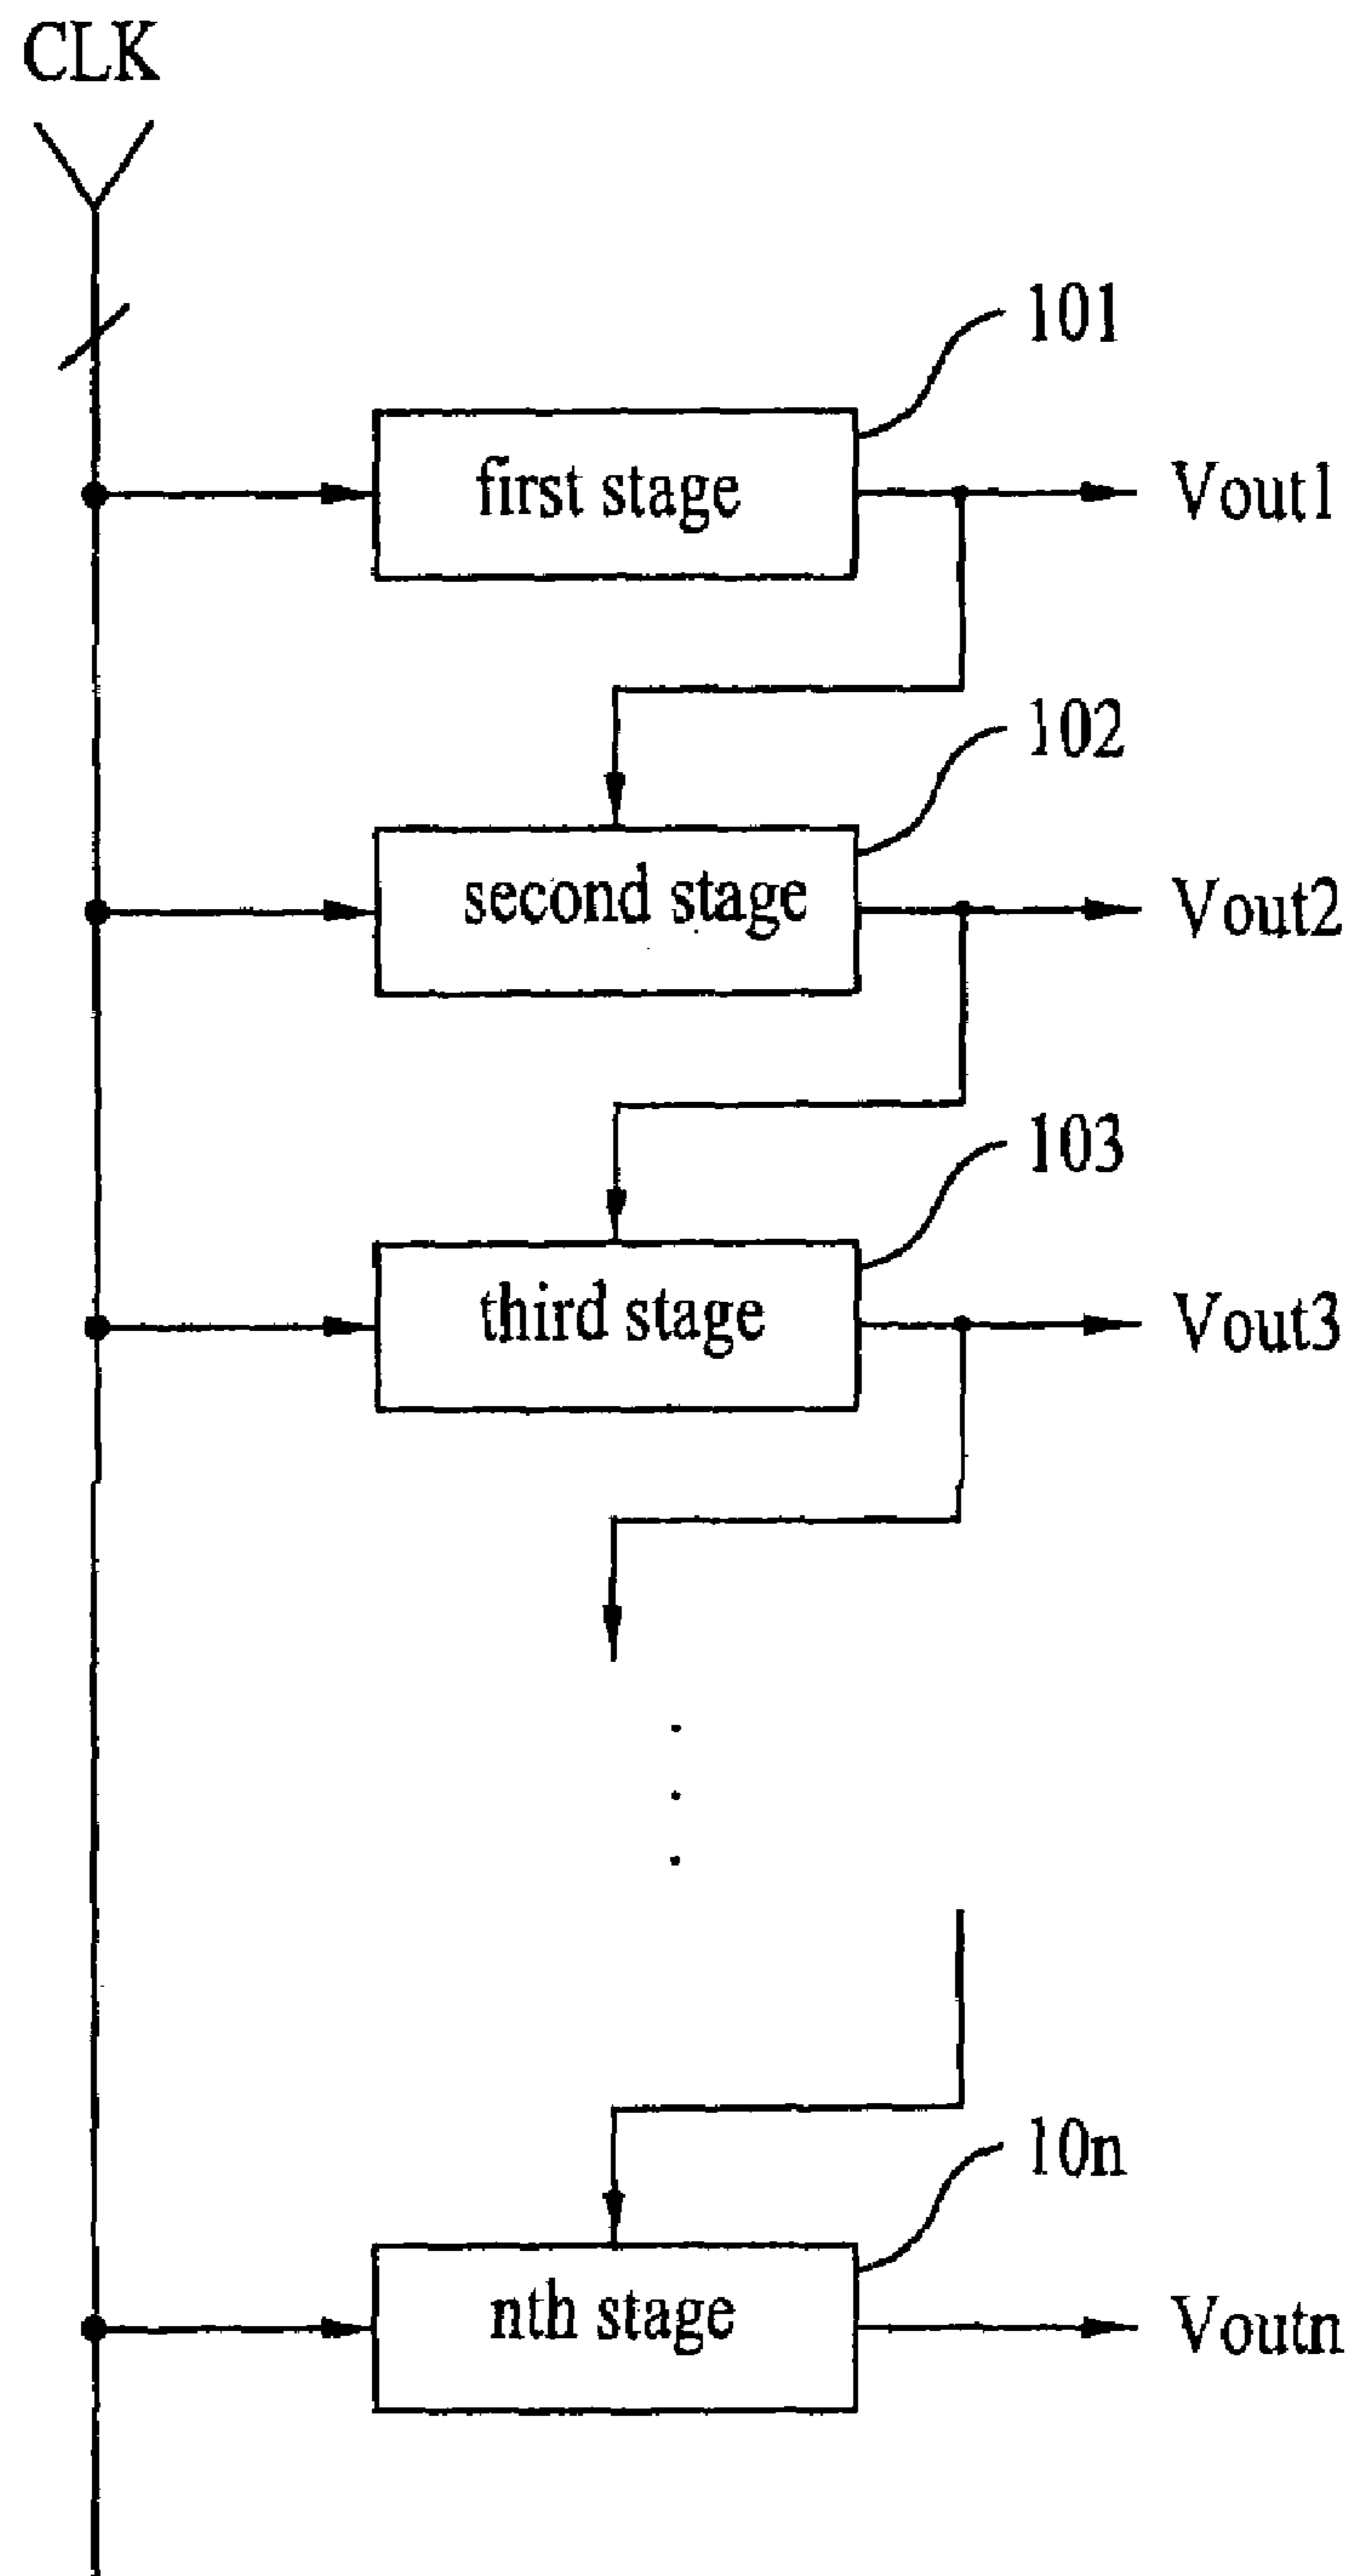 CLK
101
first stage
Vout1
102
second stage
Vout2
103
third stage
Vout3
10n
nth stage
Voutn